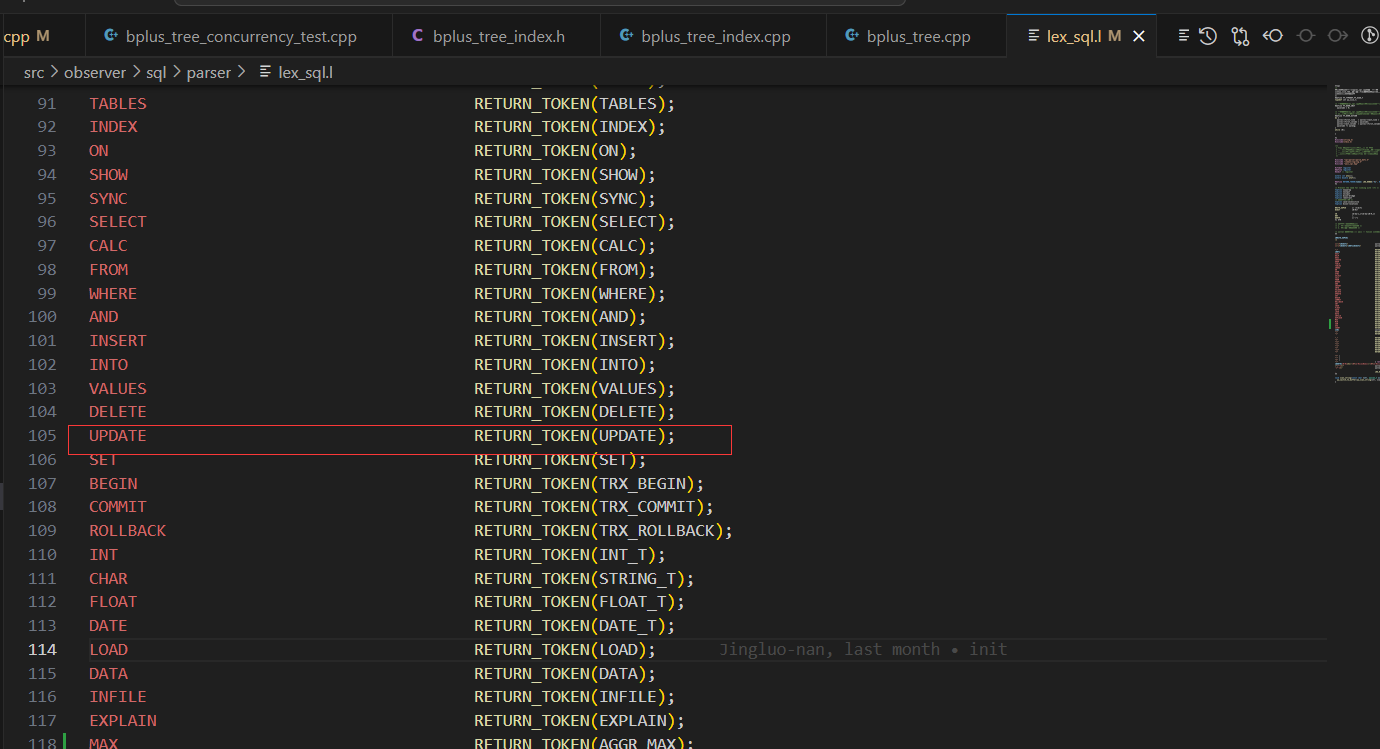 cpp M bplus_tree_concurrency_test.cpp C bplus_tree_index.h bplus_tree_index.cpp bplus_tree.cpp lex_sql.l M
src > observer > sql > parser > lex_sql.l
91 TABLES RETURN_TOKEN(TABLES);
92 INDEX RETURN_TOKEN(INDEX);
93 ON RETURN_TOKEN(ON);
94 SHOW RETURN_TOKEN(SHOW);
95 SYNC RETURN_TOKEN(SYNC);
96 SELECT RETURN_TOKEN(SELECT);
97 CALC RETURN_TOKEN(CALC);
98 FROM RETURN_TOKEN(FROM);
99 WHERE RETURN_TOKEN(WHERE);
100 AND RETURN_TOKEN(AND);
101 INSERT RETURN_TOKEN(INSERT);
102 INTO RETURN_TOKEN(INTO);
103 VALUES RETURN_TOKEN(VALUES);
104 DELETE RETURN_TOKEN(DELETE);
105 UPDATE RETURN_TOKEN(UPDATE);
106 SET RETURN_TOKEN(SET);
107 BEGIN RETURN_TOKEN(TRX_BEGIN);
108 COMMIT RETURN_TOKEN(TRX_COMMIT);
109 ROLLBACK RETURN_TOKEN(TRX_ROLLBACK);
110 INT RETURN_TOKEN(INT_T);
111 CHAR RETURN_TOKEN(STRING_T);
112 FLOAT RETURN_TOKEN(FLOAT_T);
113 DATE RETURN_TOKEN(DATE_T);
114 LOAD RETURN_TOKEN(LOAD); Jingluo-nan, last month • init
115 DATA RETURN_TOKEN(DATA);
116 INFILE RETURN_TOKEN(INFILE);
117 EXPLAIN RETURN_TOKEN(EXPLAIN);
118 MAX RETURN_TOKEN(AGGR_MAX);